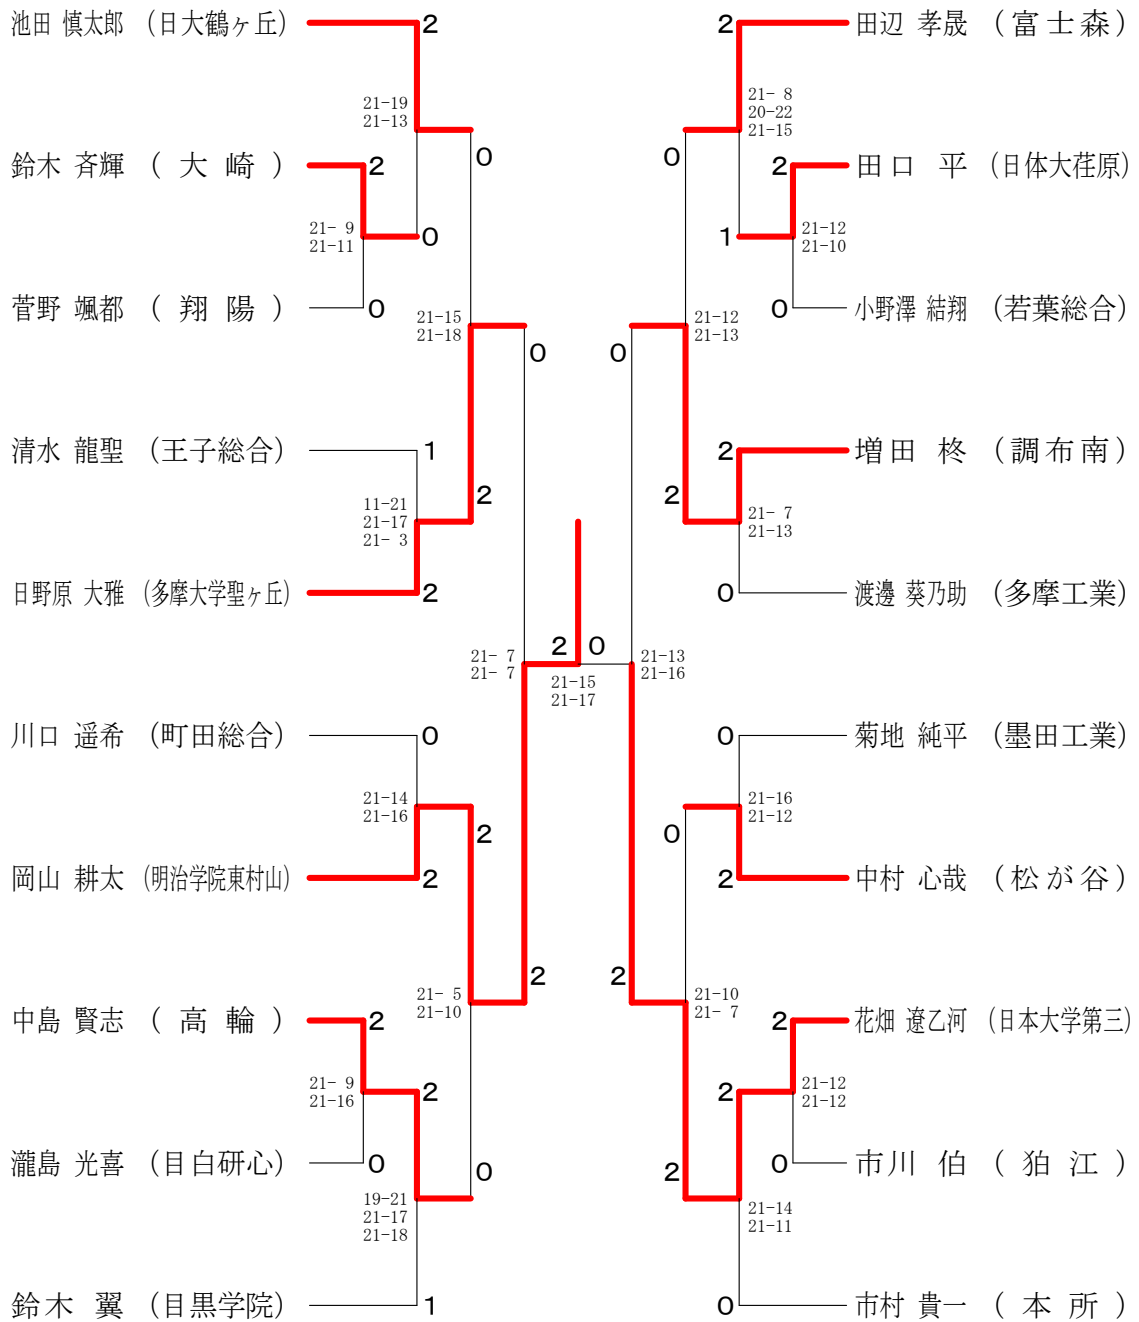 池田 慎太郎 （日大鶴ヶ丘） 2 2 田辺 孝晟 （富士森）
21-19 21- 8
21-13 20-22
21-15
0 0
鈴木 斉輝 （大崎） 2 2 田口 平 （日体大荏原）
21- 9 0 1 21-12
21-11 21-10
菅野 颯都 （翔陽） 0 0 小野澤 結翔 （若葉総合）
21-15 21-12
21-18 21-13
0 0
清水 龍聖 （王子総合） 1 2 増田 柊 （調布南）
2 2
11-21 21- 7
21-17 21-13
21- 3
日野原 大雅 （多摩大学聖ヶ丘） 2 0 渡邊 葵乃助 （多摩工業）
21- 7 2 0 21-13
21- 7 21-16
21-15
21-17
川口 遥希 （町田総合） 0 0 菊地 純平 （墨田工業）
21-14 21-16
21-16 21-12
2 0
岡山 耕太 （明治学院東村山） 2 2 中村 心哉 （松が谷）
2 2
21- 5 21-10
21-10 21- 7
中島 賢志 （高輪） 2 2 花畑 遼乙河 （日本大学第三）
21- 9 2 2 21-12
21-16 21-12
瀧島 光喜 （目白研心） 0 0 市川 伯 （狛江）
0 2
19-21 21-14
21-17 21-11
21-18
鈴木 翼 （目黒学院） 1 0 市村 貴一 （本所）